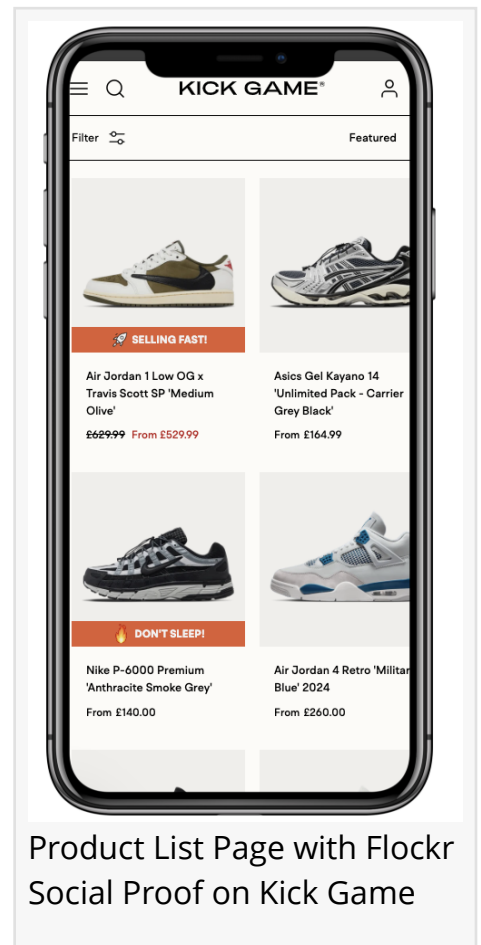 KICK GAME®
Filter
Featured
SELLING FAST!
Air Jordan 1 Low OG x
Travis Scott SP 'Medium
Olive'
£629.99 From £529.99
Asics Gel Kayano 14
'Unlimited Pack - Carrier
Grey Black'
From £164.99
DON'T SLEEP!
Nike P-6000 Premium
'Anthracite Smoke Grey'
From £140.00
Air Jordan 4 Retro 'Militar
Blue' 2024
From £260.00
Product List Page with Flockr
Social Proof on Kick Game